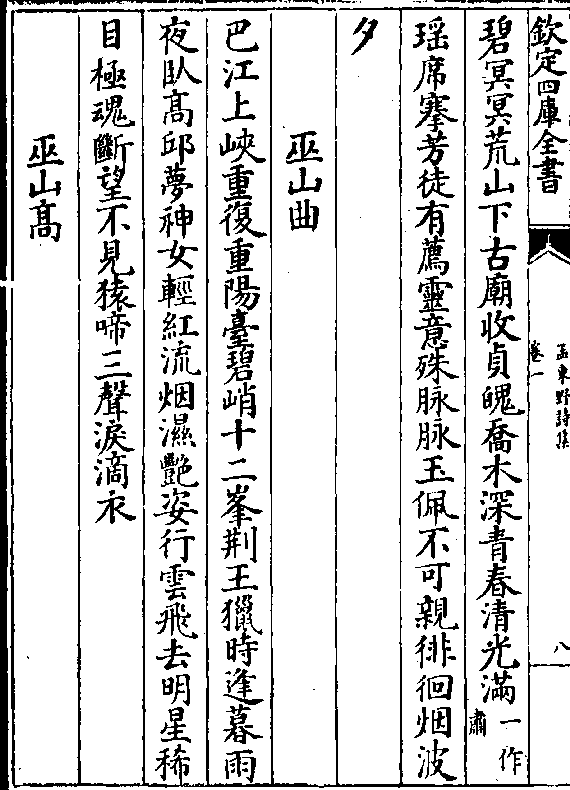 欽定四庫全書
孟東野詩集
卷一
八
碧冥冥荒山下古廟收貞魄喬木深青春清光滿一作肅
瑶席搴芳徒有薦靈意殊脉脉玉佩不可親徘徊烟波
夕
巫山曲
巴江上峽重復重陽臺碧峭十二峯荆王獵時逢暮雨
夜卧髙邱夢神女輕紅流烟濕艷姿行雲飛去明星稀
目極魂斷望不見猿啼三聲淚滴衣
巫山髙